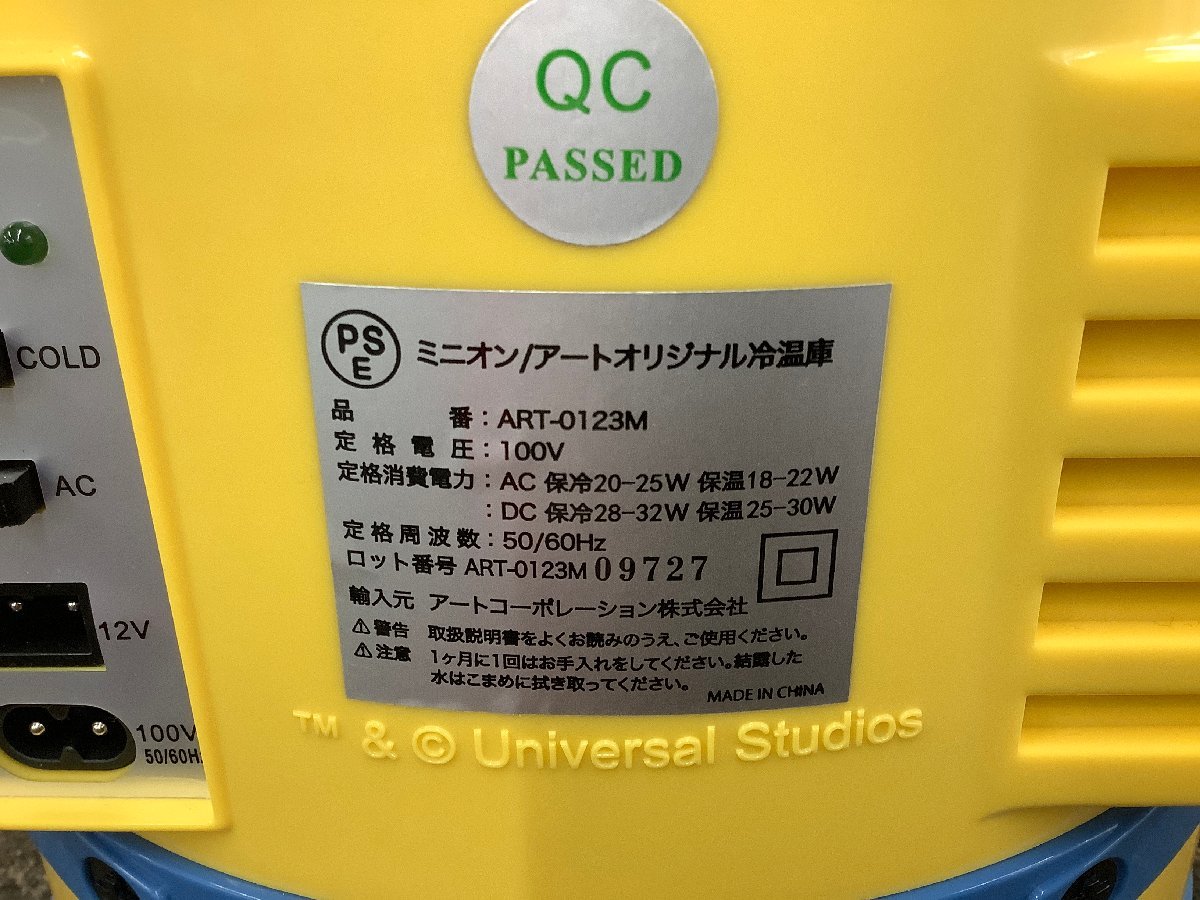 QC
PASSED
COLD
AC
12V
100V
50/60Hz
PSE
ミニオン/アートオリジナル冷温庫
品番：ART-0123M
定格電圧：100V
定格消費電力：AC 保冷20-25W 保温18-22W
：DC 保冷28-32W 保温25-30W
定格周波数：50/60Hz
ロット番号 ART-0123M 09727
輸入元 アートコーポレーション株式会社
⚠警告 取扱説明書をよくお読みのうえ、ご使用ください。
⚠注意 1ヶ月に1回はお手入れをしてください。結露した
水はこまめに拭き取ってください。
MADE IN CHINA
™ & © Universal Studios